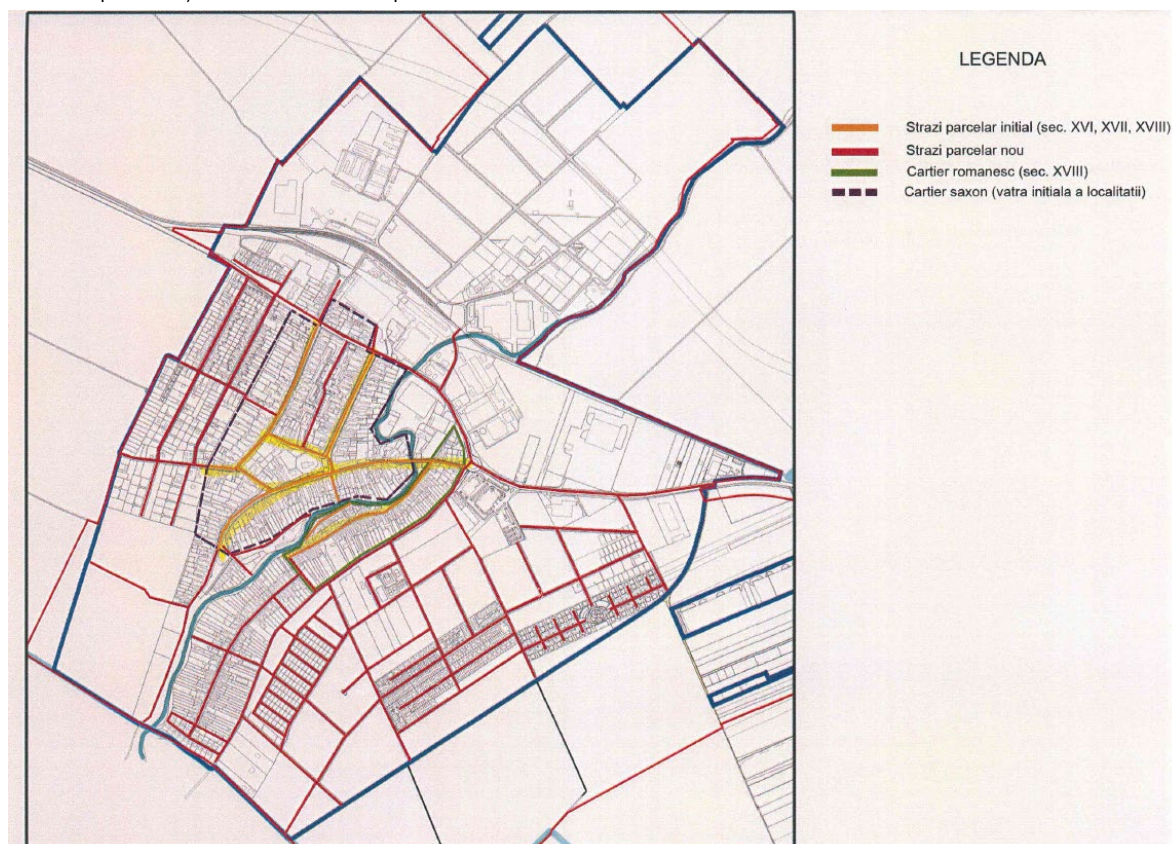 LEGENDA
Strazi parcelar initial (sec. XVI, XVII, XVIII)
Strazi parcelar nou
Cartier romanesc (sec. XVIII)
Cartier saxon (vatra initiala a localitatii)